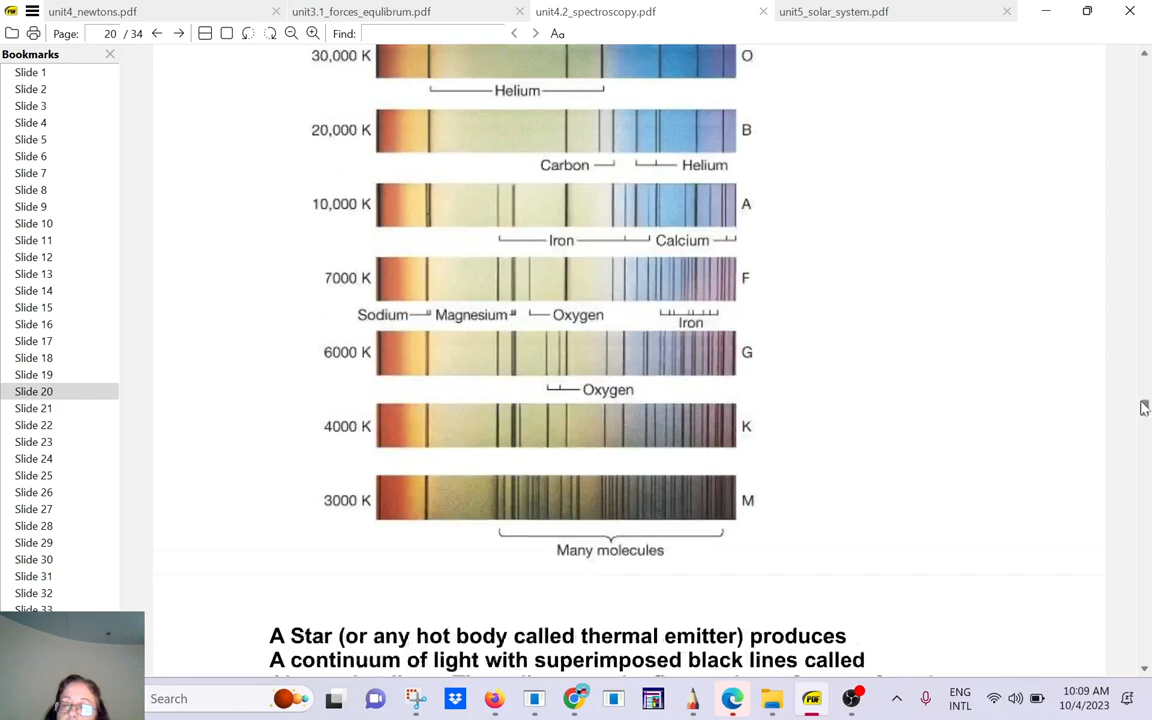 unit4_newtons.pdf
unit3.1_forces_equlibrum.pdf
unit4.2_spectroscopy.pdf
unit5_solar_system.pdf
Page: 20 / 34
Find:
Aa
Bookmarks
Slide 1
Slide 2
Slide 3
Slide 4
Slide 5
Slide 6
Slide 7
Slide 8
Slide 9
Slide 10
Slide 11
Slide 12
Slide 13
Slide 14
Slide 15
Slide 16
Slide 17
Slide 18
Slide 19
Slide 20
Slide 21
Slide 22
Slide 23
Slide 24
Slide 25
Slide 26
Slide 27
Slide 28
Slide 29
Slide 30
Slide 31
Slide 32
Slide 33
30,000 K O
Helium
20,000 K B
Carbon Helium
10,000 K A
Iron Calcium
7000 K F
Sodium Magnesium Oxygen Iron
6000 K G
Oxygen
4000 K K
3000 K M
Many molecules
A Star (or any hot body called thermal emitter) produces
A continuum of light with superimposed black lines called
Search
PDF
ENG
INTL
10:09 AM
10/4/2023